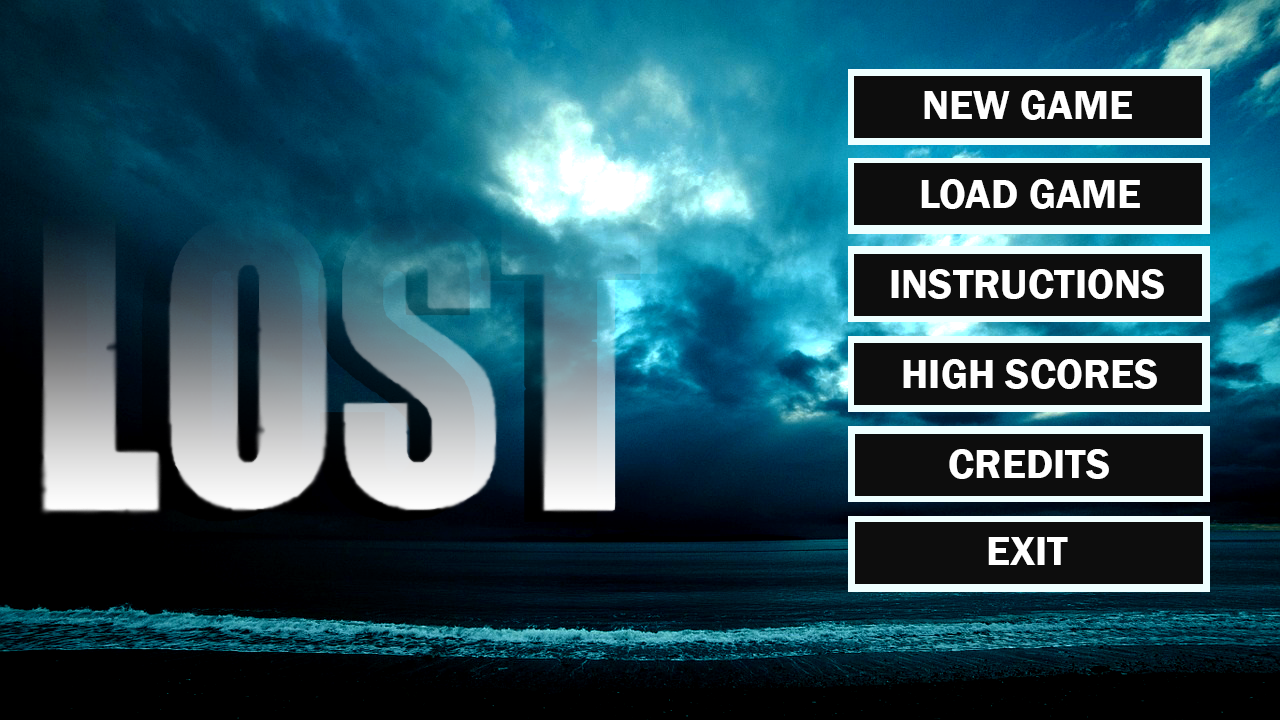 LOST
NEW GAME
LOAD GAME
INSTRUCTIONS
HIGH SCORES
CREDITS
EXIT